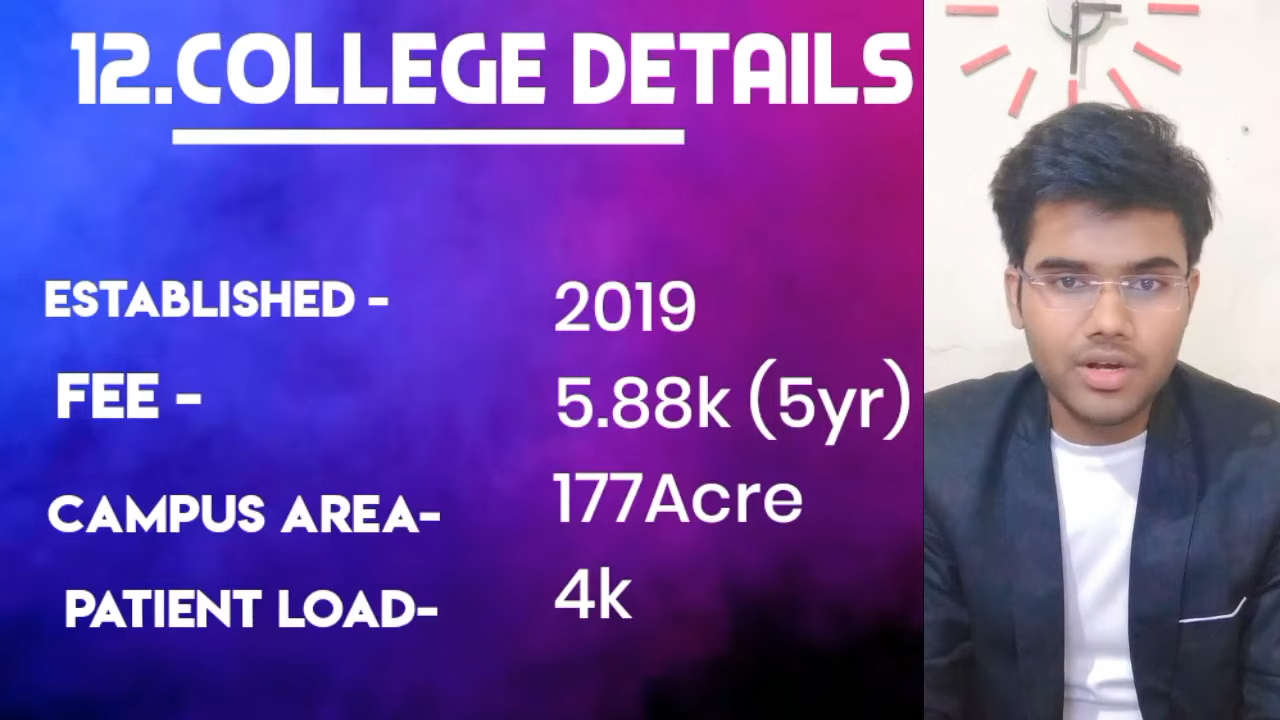 12.COLLEGE DETAILS
ESTABLISHED - 2019
FEE - 5.88k (5yr)
CAMPUS AREA- 177Acre
PATIENT LOAD- 4k